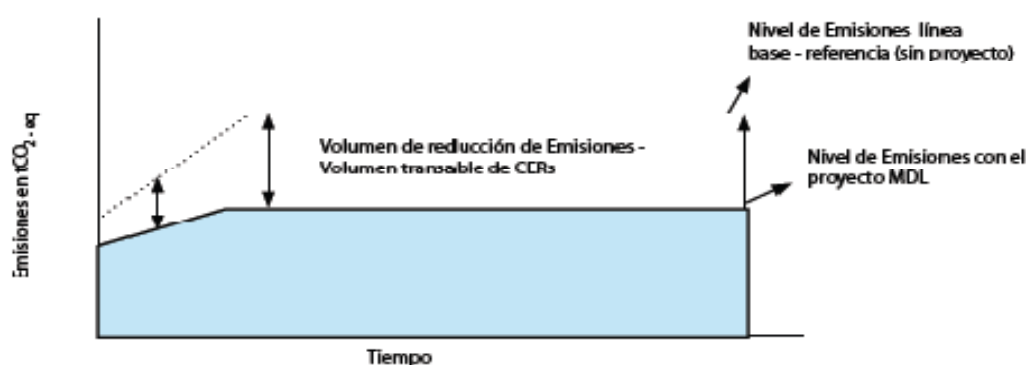 Nivel de Emisiones línea
base - referencia (sin proyecto)
Emisiones en tCO2 - eq
Volumen de reducción de Emisiones -
Volumen transable de CERs
Nivel de Emisiones con el
proyecto MDL
Tiempo